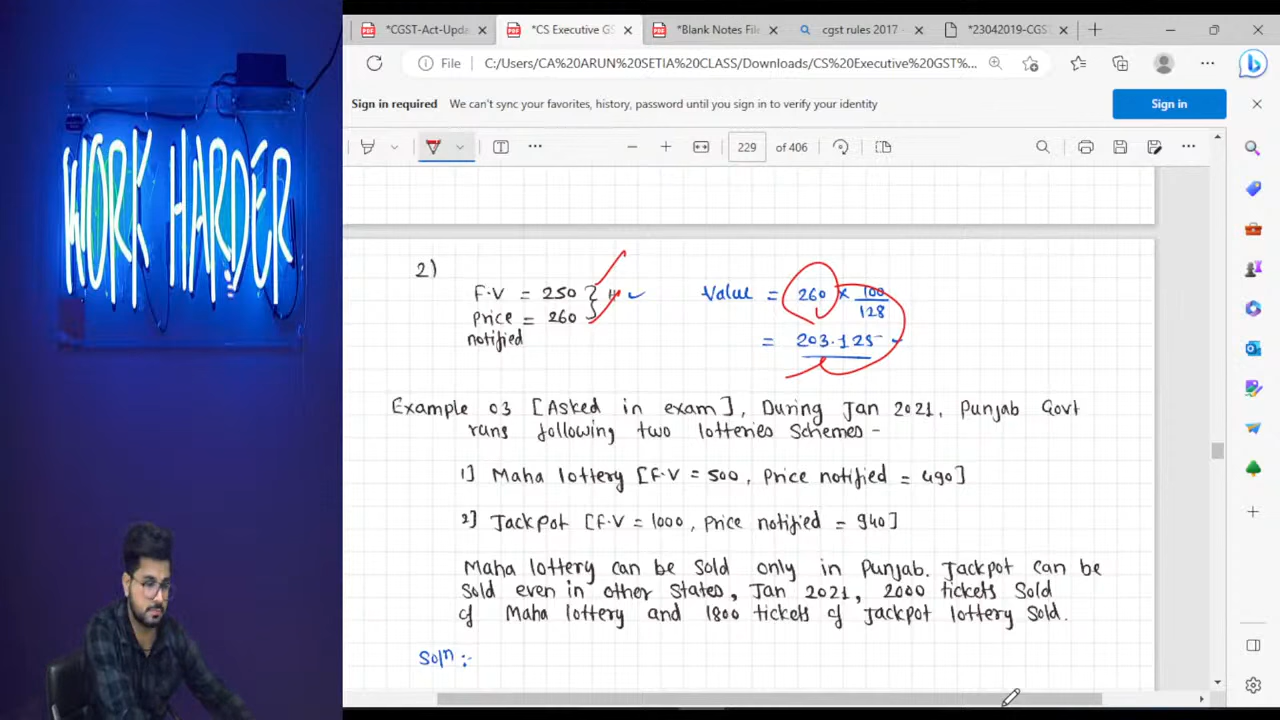 WORK HARDER
*CGST-Act-Upda
*CS Executive G
*Blank Notes Fil
cgst rules 2017
*23042019-CGST
File
C:/Users/CA%20ARUN%20SETIA%20CLASS/Downloads/CS%20Executive%20GST%...
Sign in required We can't sync your favorites, history, password until you sign in to verify your identity
Sign in
229 of 406
2)
F.V = 250
Price = 260
notified
Value = 260 × 100
128
= 203.125
Example 03 [Asked in exam], During Jan 2021, Punjab Govt
runs following two lotteries Schemes -
1] Maha lottery [F.V = 500, Price notified = 490]
2] Jackpot [F.V = 1000, Price notified = 940]
Maha lottery can be sold only in Punjab. Jackpot can be
sold even in other States, Jan 2021, 2000 tickets Sold
of Maha lottery and 1800 tickets of Jackpot lottery Sold.
Soln :-